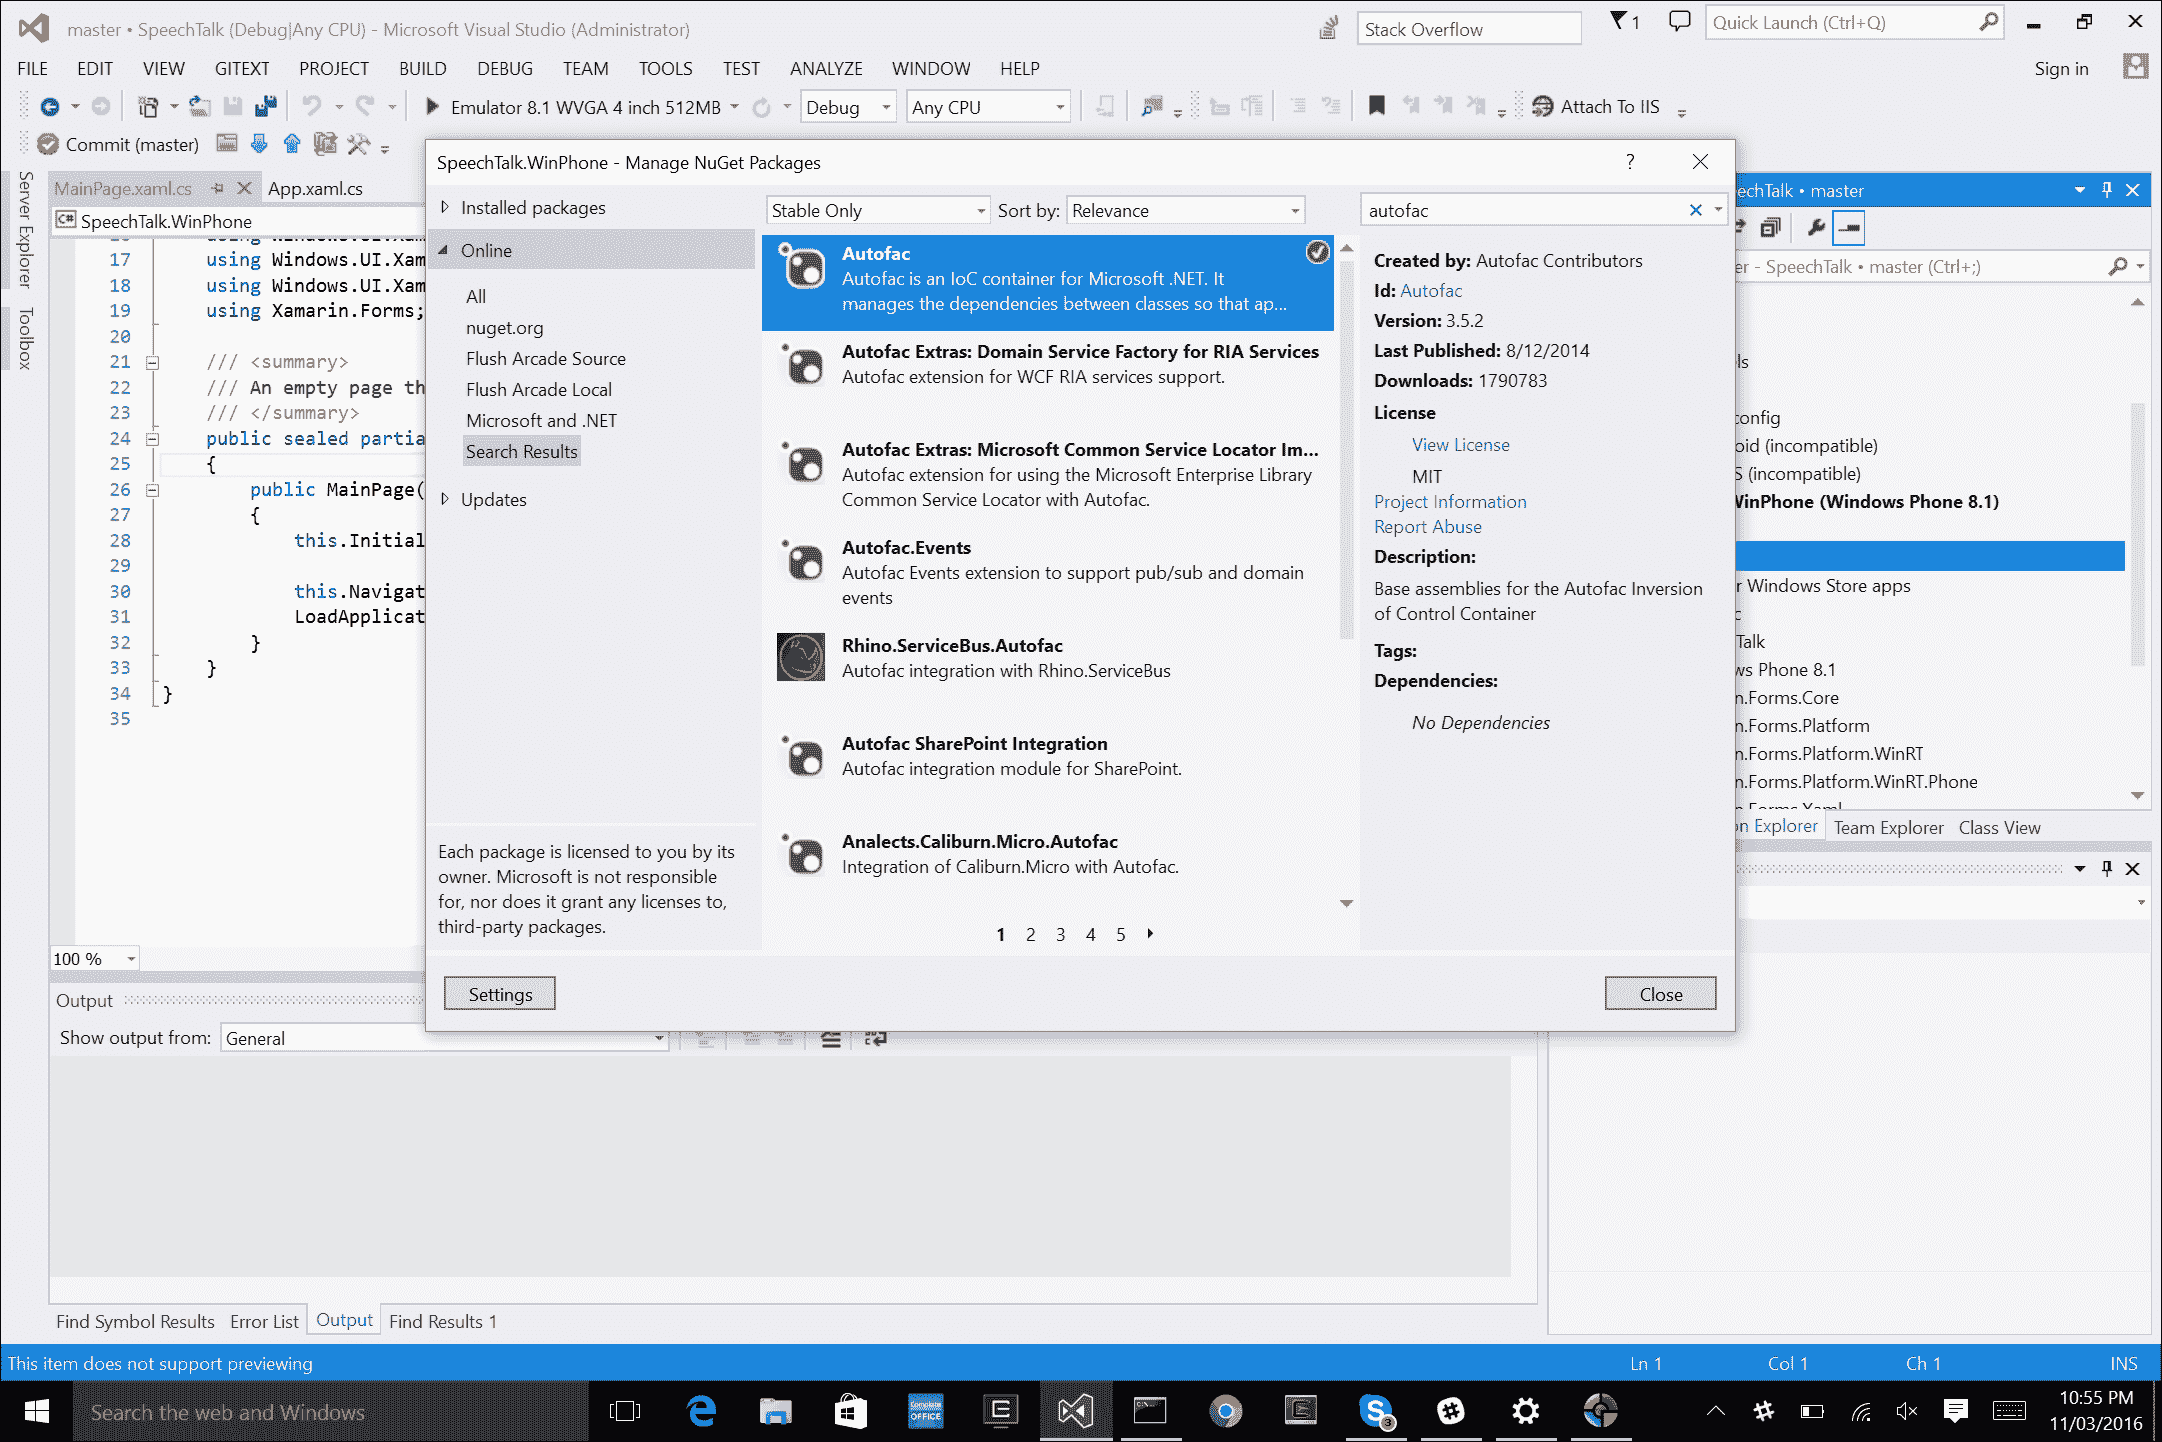 master • SpeechTalk (Debug|Any CPU) - Microsoft Visual Studio (Administrator)
Stack Overflow
1
Quick Launch (Ctrl+Q)
FILE EDIT VIEW GITEXT PROJECT BUILD DEBUG TEAM TOOLS TEST ANALYZE WINDOW HELP
Sign in
Emulator 8.1 WVGA 4 inch 512MB
Debug
Any CPU
Attach To IIS
Commit (master)
Server Explorer
Toolbox
MainPage.xaml.cs
App.xaml.cs
C# SpeechTalk.WinPhone
17 using Windows.UI.Xam
18 using Windows.UI.Xam
19 using Xamarin.Forms;
20
21 /// <summary>
22 /// An empty page th
23 /// </summary>
24 public sealed partia
25 {
26 public MainPage(
27 {
28 this.Initial
29
30 this.Navigat
31 LoadApplicat
32 }
33 }
34 }
35
100 %
SpeechTalk.WinPhone - Manage NuGet Packages
?
Installed packages
Online
All
nuget.org
Flush Arcade Source
Flush Arcade Local
Microsoft and .NET
Search Results
Updates
Each package is licensed to you by its
owner. Microsoft is not responsible
for, nor does it grant any licenses to,
third-party packages.
Settings
Stable Only
Sort by: Relevance
Autofac
Autofac is an IoC container for Microsoft .NET. It
manages the dependencies between classes so that ap...
Autofac Extras: Domain Service Factory for RIA Services
Autofac extension for WCF RIA services support.
Autofac Extras: Microsoft Common Service Locator Im...
Autofac extension for using the Microsoft Enterprise Library
Common Service Locator with Autofac.
Autofac.Events
Autofac Events extension to support pub/sub and domain
events
Rhino.ServiceBus.Autofac
Autofac integration with Rhino.ServiceBus
Autofac SharePoint Integration
Autofac integration module for SharePoint.
Analects.Caliburn.Micro.Autofac
Integration of Caliburn.Micro with Autofac.
1 2 3 4 5
autofac
Created by: Autofac Contributors
Id: Autofac
Version: 3.5.2
Last Published: 8/12/2014
Downloads: 1790783
License
View License
MIT
Project Information
Report Abuse
Description:
Base assemblies for the Autofac Inversion
of Control Container
Tags:
Dependencies:
No Dependencies
Close
echTalk • master
er - SpeechTalk • master (Ctrl+;)
ls
config
oid (incompatible)
S (incompatible)
WinPhone (Windows Phone 8.1)
r Windows Store apps
c
Talk
ws Phone 8.1
n.Forms.Core
n.Forms.Platform
n.Forms.Platform.WinRT
n.Forms.Platform.WinRT.Phone
n.Forms.Xaml
on Explorer
Team Explorer
Class View
Output
Show output from: General
Find Symbol Results
Error List
Output
Find Results 1
This item does not support previewing
Ln 1
Col 1
Ch 1
INS
Search the web and Windows
Complete
OFFICE
3
10:55 PM
11/03/2016